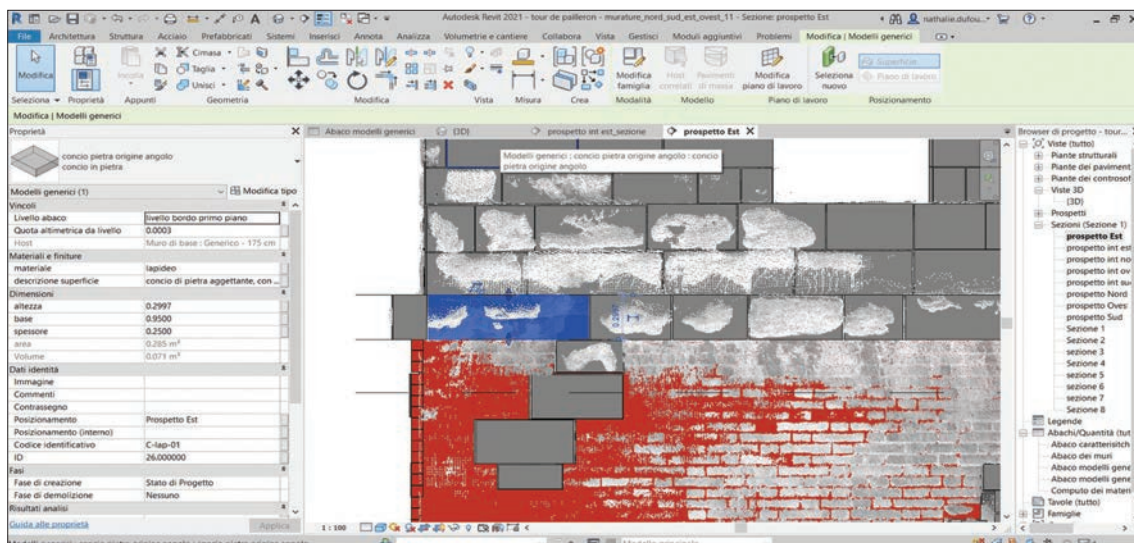 Autodesk Revit 2021 - tour de pailleron - murature_nord_sud_est_ovest_11 - Sezione: prospetto Est
nathalie.dufou...
File Architettura Struttura Acciaio Prefabbricati Sistemi Inserisci Annota Analizza Volumetrie e cantiere Collabora Vista Gestisci Moduli aggiuntivi Problemi Modifica | Modelli generici
Modifica
Incolla
Cimasa
Taglia
Unisci
Modifica famiglia
Host correlati
Pavimenti di massa
Modifica piano di lavoro
Seleziona nuovo
Superficie
Piano di lavoro
Seleziona Proprietà Appunti Geometria Modifica Vista Misura Crea Modalità Modello Piano di lavoro Posizionamento
Modifica | Modelli generici
Proprietà
concio pietra origine angolo
concio in pietra
Modelli generici (1) Modifica tipo
Vincoli
Livello abaco livello bordo primo piano
Quota altimetrica da livello 0.0003
Host Muro di base : Generico - 175 cm
Materiali e finiture
materiale lapideo
descrizione superficie concio di pietra aggettante, con ...
Dimensioni
altezza 0.2997
base 0.9500
spessore 0.2500
area 0.285 m²
Volume 0.071 m³
Dati identità
Immagine
Commenti
Contrassegno
Posizionamento Prospetto Est
Posizionamento (interno)
Codice identificativo C-lap-01
ID 26.000000
Fasi
Fase di creazione Stato di Progetto
Fase di demolizione Nessuno
Risultati analisi
Guida alle proprietà Applica
Abaco modelli generici (3D) prospetto int est_sezione prospetto Est
Modelli generici : concio pietra origine angolo : concio
pietra origine angolo
0.2997
1 : 100
Browser di progetto - tour...
Viste (tutto)
Piante strutturali
Piante dei paviment
Piante dei controsof
Viste 3D
(3D)
Prospetti
Sezioni (Sezione 1)
prospetto Est
prospetto int est
prospetto int no
prospetto int ov
prospetto int su
prospetto Nord
prospetto Ovest
prospetto Sud
Sezione 1
Sezione 2
sezione 3
Sezione 4
sezione 5
sezione 6
sezione 7
Sezione 8
Legende
Abachi/Quantità (tut
Abaco caratterisitch
Abaco dei muri
Abaco modelli gene
Abaco modelli gene
Computo dei materi
Tavole (tutto)
Famiglie